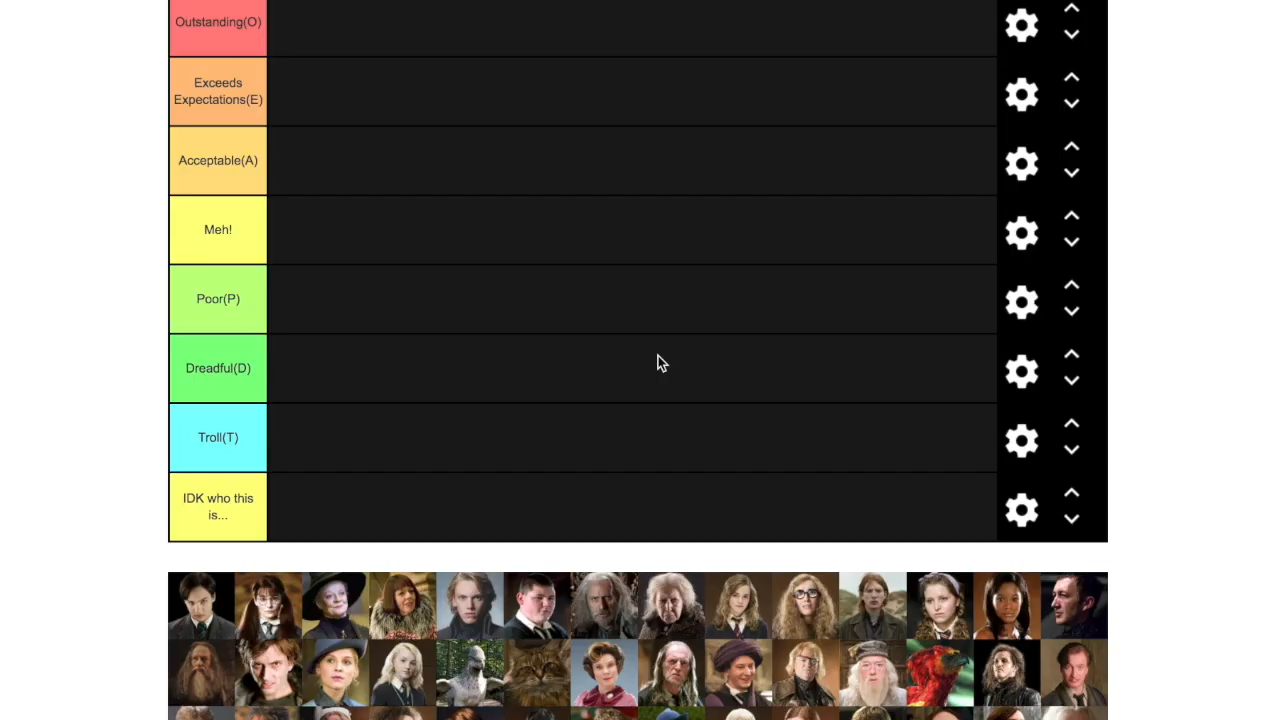 Outstanding(O)
Exceeds
Expectations(E)
Acceptable(A)
Meh!
Poor(P)
Dreadful(D)
Troll(T)
IDK who this
is...